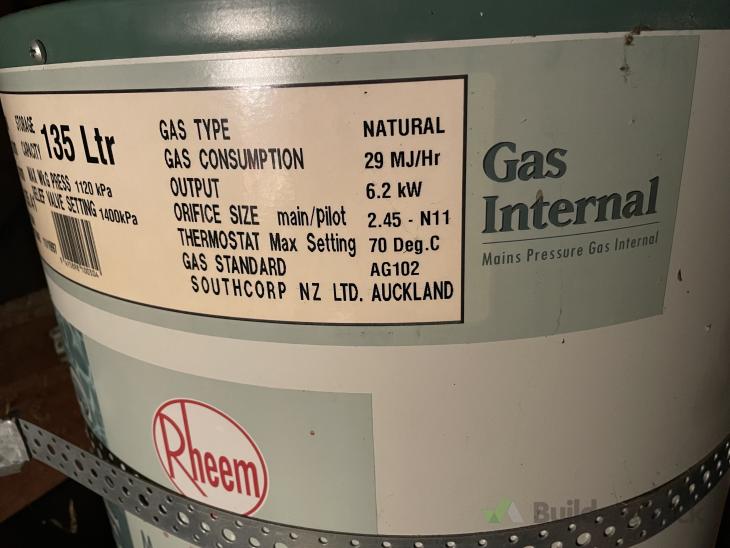 STORAGE
CAPACITY 135 Ltr
MAX WKG PRESS 1120 kPa
RELIEF VALVE SETTING 1400kPa
GAS TYPE NATURAL
GAS CONSUMPTION 29 MJ/Hr
OUTPUT 6.2 kW
ORIFICE SIZE main/pilot 2.45 - N11
THERMOSTAT Max Setting 70 Deg.C
GAS STANDARD AG102
SOUTHCORP NZ LTD. AUCKLAND
Gas
Internal
Mains Pressure Gas Internal
Rheem